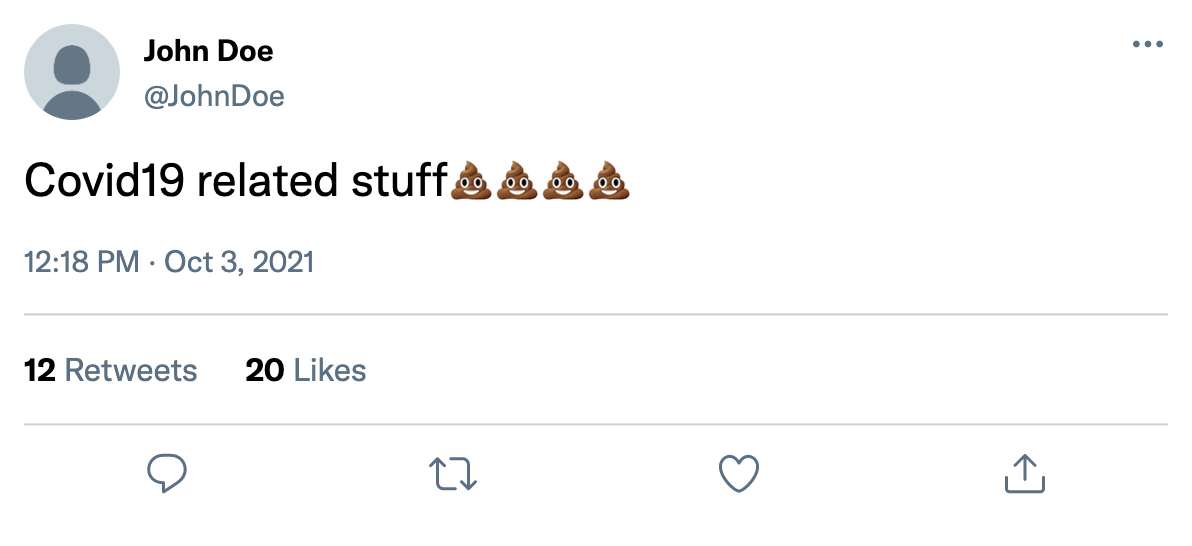 John Doe
@JohnDoe
Covid19 related stuff💩💩💩💩
12:18 PM · Oct 3, 2021
12 Retweets 20 Likes